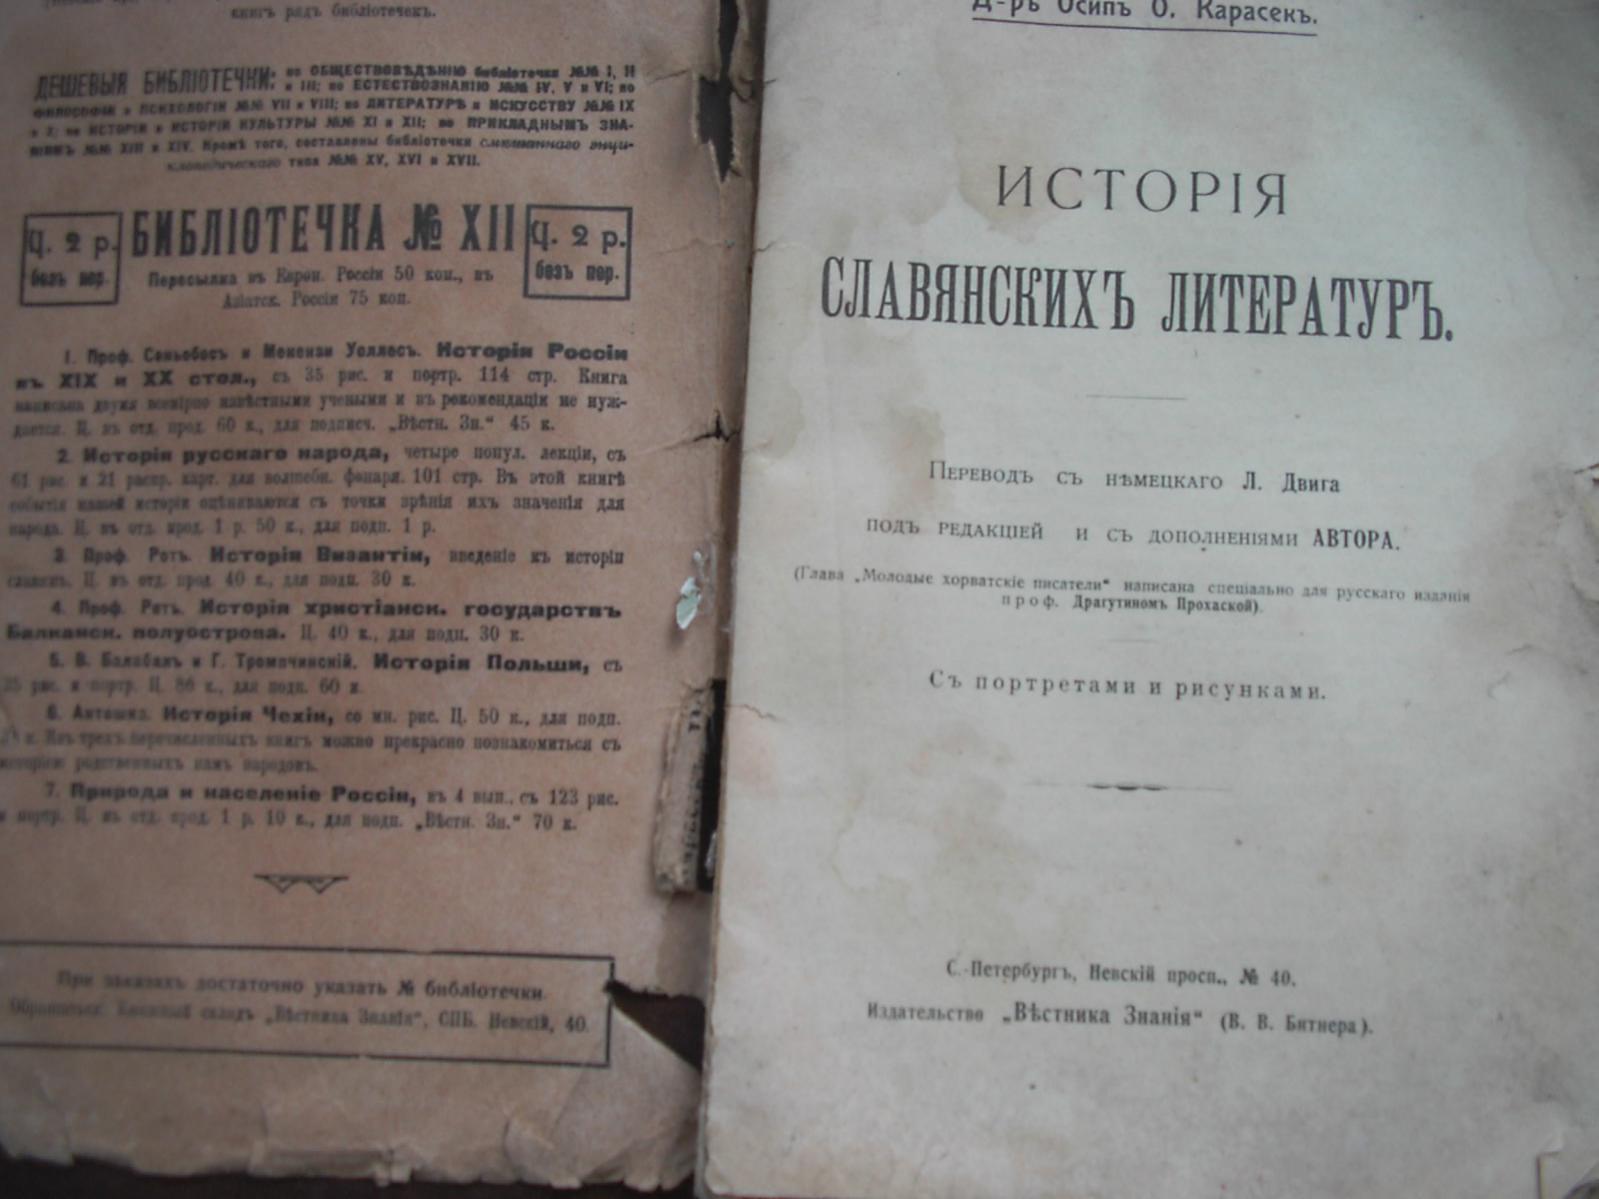 книгъ рядъ библіотечекъ.
ДЕШЕВЫЯ БИБЛІОТЕЧКИ: по ОБЩЕСТВОВѢДѢНІЮ библіотечки №№ I, II
и III; по ЕСТЕСТВОЗНАНІЮ №№ IV, V и VI; по
ФИЛОСОФІИ и ПСИХОЛОГІИ №№ VII и VIII; по ЛИТЕРАТУРѢ и ИСКУССТВУ №№ IX
и X; по ИСТОРІИ и ИСТОРІИ КУЛЬТУРЫ №№ XI и XII; по ПРИКЛАДНЫМЪ ЗНА-
НІЯМЪ №№ XIII и XIV. Кромѣ того, составлены библіотечки смѣшаннаго энци-
клопедическаго типа №№ XV, XVI и XVII.
Ц. 2 р. без пер.
БИБЛІОТЕЧКА № XII
Ц. 2 р. безъ пер.
Пересылка въ Европ. Россіи 50 коп., въ
Азіатск. Россіи 75 коп.
1. Проф. Сеньобосъ и Мекензи Уоллесъ. Исторія Россіи
въ XIX и XX стол., съ 35 рис. и портр. 114 стр. Книга
написана двумя всемірно извѣстными учеными и въ рекомендаціи не нуж-
дается. Ц. въ отд. прод. 60 к., для подписч. „Вѣстн. Зн.“ 45 к.
2. Исторія русскаго народа, четыре попул. лекціи, съ
61 рис. и 21 раскр. карт. для волшебн. фонаря. 101 стр. Въ этой книгѣ
событія нашей исторіи оцѣниваются съ точки зрѣнія ихъ значенія для
народа. Ц. въ отд. прод. 1 р. 50 к., для подп. 1 р.
3. Проф. Ротъ. Исторія Византіи, введеніе къ исторіи
славянъ. Ц. въ отд. прод. 40 к., для подп. 30 к.
4. Проф. Ротъ. Исторія христіанск. государствъ
Балканск. полуострова. Ц. 40 к., для подп. 30 к.
5. В. Балабанъ и Г. Тромпчинскій. Исторія Польши, съ
рис. и портр. Ц. 80 к., для подп. 60 к.
6. Антошка. Исторія Чехіи, со мн. рис. Ц. 50 к., для подп.
к. Изъ трехъ перечисленныхъ книгъ можно прекрасно познакомиться съ
исторіею родственныхъ намъ народовъ.
7. Природа и населеніе Россіи, въ 4 вып., съ 123 рис.
и портр. Ц. въ отд. прод. 1 р. 10 к., для подп. „Вѣстн. Зн.“ 70 к.
При заказахъ достаточно указать № библіотечки.
Обращаться: Книжный складъ „Вѣстника Знанія“, СПБ. Невскій, 40.
Д-ръ Осипъ О. Карасекъ.
ИСТОРІЯ
СЛАВЯНСКИХЪ ЛИТЕРАТУРЪ.
Переводъ съ нѣмецкаго Л. Двига
подъ редакціей и съ дополненіями АВТОРА.
(Глава „Молодые хорватскіе писатели“ написана спеціально для русскаго изданія
проф. Драгутиномъ Прохаской).
Съ портретами и рисунками.
С.-Петербургъ, Невскій просп., № 40.
Издательство „Вѣстника Знанія“ (В. В. Битнера).